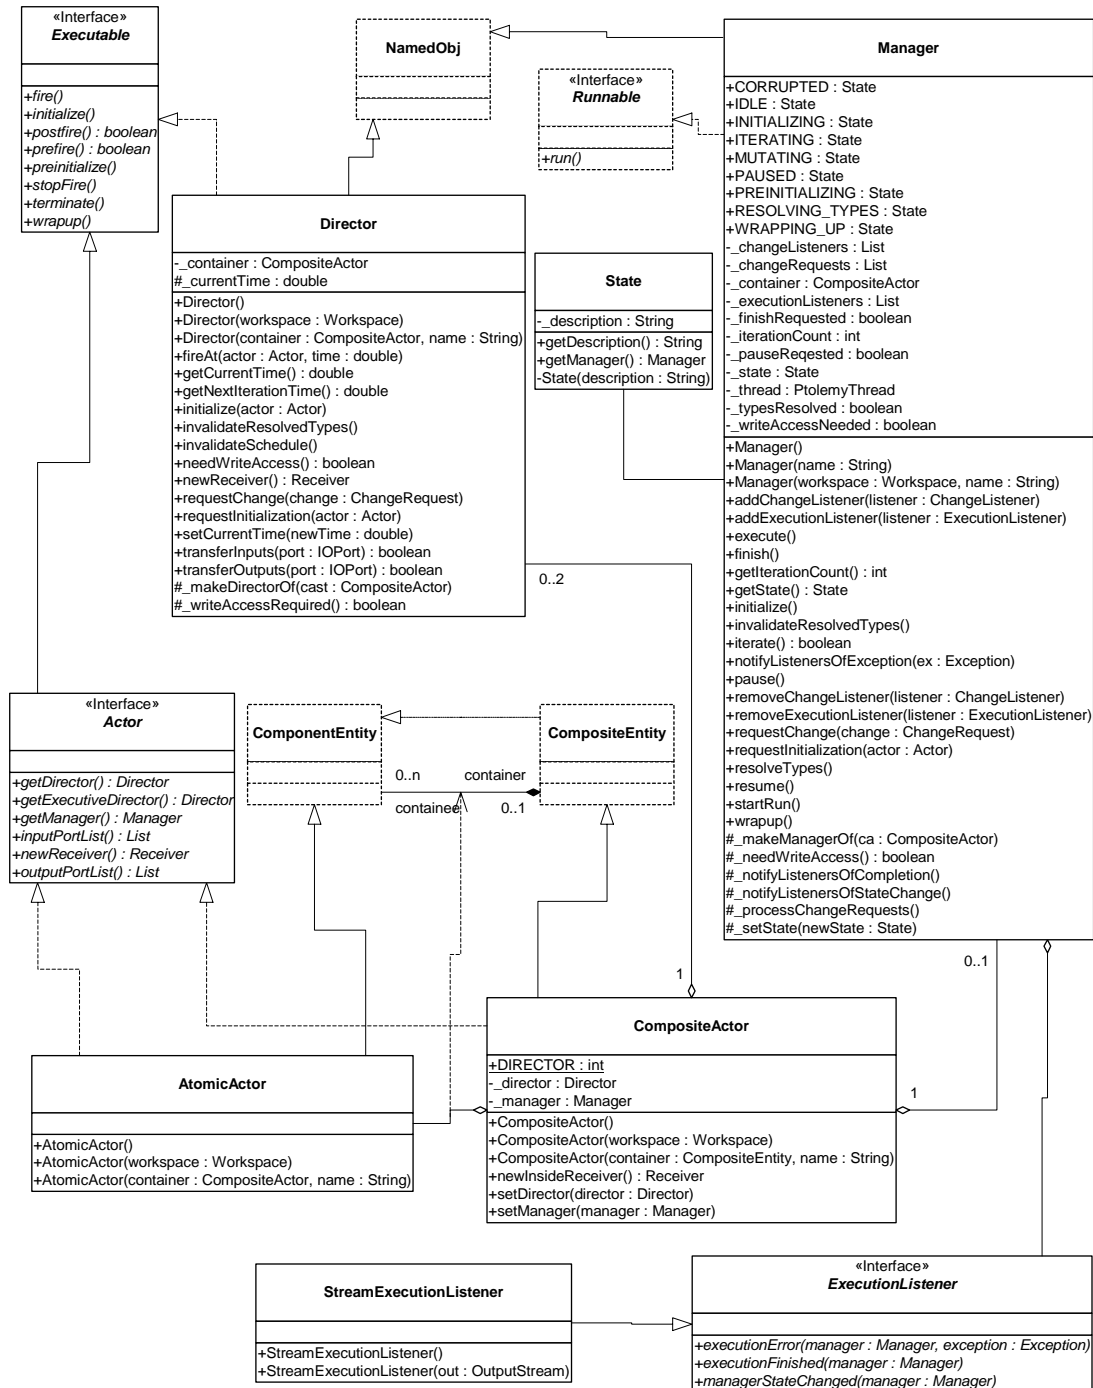 «Interface»
Executable
+fire()
+initialize()
+postfire() : boolean
+prefire() : boolean
+preinitialize()
+stopFire()
+terminate()
+wrapup()
NamedObj
«Interface»
Runnable
+run()
Manager
+CORRUPTED : State
+IDLE : State
+INITIALIZING : State
+ITERATING : State
+MUTATING : State
+PAUSED : State
+PREINITIALIZING : State
+RESOLVING_TYPES : State
+WRAPPING_UP : State
-_changeListeners : List
-_changeRequests : List
-_container : CompositeActor
-_executionListeners : List
-_finishRequested : boolean
-_iterationCount : int
-_pauseReqested : boolean
-_state : State
-_thread : PtolemyThread
-_typesResolved : boolean
-_writeAccessNeeded : boolean
+Manager()
+Manager(name : String)
+Manager(workspace : Workspace, name : String)
+addChangeListener(listener : ChangeListener)
+addExecutionListener(listener : ExecutionListener)
+execute()
+finish()
+getIterationCount() : int
+getState() : State
+initialize()
+invalidateResolvedTypes()
+iterate() : boolean
+notifyListenersOfException(ex : Exception)
+pause()
+removeChangeListener(listener : ChangeListener)
+removeExecutionListener(listener : ExecutionListener)
+requestChange(change : ChangeRequest)
+requestInitialization(actor : Actor)
+resolveTypes()
+resume()
+startRun()
+wrapup()
#_makeManagerOf(ca : CompositeActor)
#_needWriteAccess() : boolean
#_notifyListenersOfCompletion()
#_notifyListenersOfStateChange()
#_processChangeRequests()
#_setState(newState : State)
Director
-_container : CompositeActor
#_currentTime : double
+Director()
+Director(workspace : Workspace)
+Director(container : CompositeActor, name : String)
+fireAt(actor : Actor, time : double)
+getCurrentTime() : double
+getNextIterationTime() : double
+initialize(actor : Actor)
+invalidateResolvedTypes()
+invalidateSchedule()
+needWriteAccess() : boolean
+newReceiver() : Receiver
+requestChange(change : ChangeRequest)
+requestInitialization(actor : Actor)
+setCurrentTime(newTime : double)
+transferInputs(port : IOPort) : boolean
+transferOutputs(port : IOPort) : boolean
#_makeDirectorOf(cast : CompositeActor)
#_writeAccessRequired() : boolean
State
-_description : String
+getDescription() : String
+getManager() : Manager
-State(description : String)
0..2
«Interface»
Actor
+getDirector() : Director
+getExecutiveDirector() : Director
+getManager() : Manager
+inputPortList() : List
+newReceiver() : Receiver
+outputPortList() : List
ComponentEntity
CompositeEntity
0..n
container
containee
0..1
1
0..1
1
AtomicActor
+AtomicActor()
+AtomicActor(workspace : Workspace)
+AtomicActor(container : CompositeActor, name : String)
CompositeActor
+DIRECTOR : int
-_director : Director
-_manager : Manager
+CompositeActor()
+CompositeActor(workspace : Workspace)
+CompositeActor(container : CompositeEntity, name : String)
+newInsideReceiver() : Receiver
+setDirector(director : Director)
+setManager(manager : Manager)
StreamExecutionListener
+StreamExecutionListener()
+StreamExecutionListener(out : OutputStream)
«Interface»
ExecutionListener
+executionError(manager : Manager, exception : Exception)
+executionFinished(manager : Manager)
+managerStateChanged(manager : Manager)